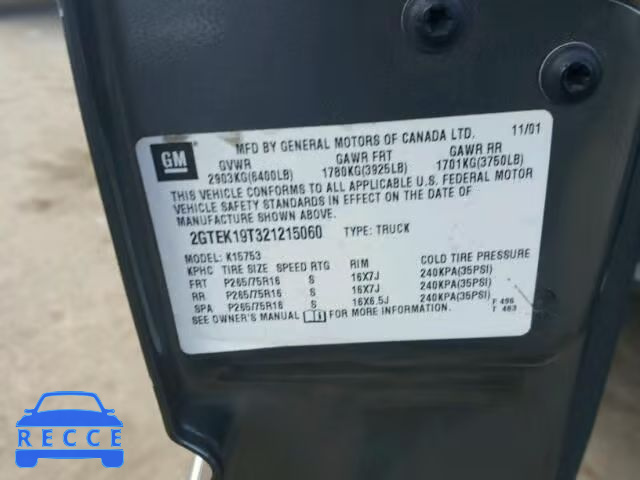 GM
MFD BY GENERAL MOTORS OF CANADA LTD. 11/01
GVWR GAWR FRT GAWR RR
2903KG(6400LB) 1780KG(3925LB) 1701KG(3750LB)
THIS VEHICLE CONFORMS TO ALL APPLICABLE U.S. FEDERAL MOTOR
VEHICLE SAFETY STANDARDS IN EFFECT ON THE DATE OF
MANUFACTURE SHOWN ABOVE.
2GTEK19T321215060 TYPE: TRUCK
MODEL: K15753
KPHC TIRE SIZE SPEED RTG RIM COLD TIRE PRESSURE
FRT P265/75R16 S 16X7J 240KPA(35PSI)
RR P265/75R16 S 16X7J 240KPA(35PSI)
SPA P265/75R16 S 16X6.5J 240KPA(35PSI)
SEE OWNER'S MANUAL FOR MORE INFORMATION.
F 496
T 463
RECCE